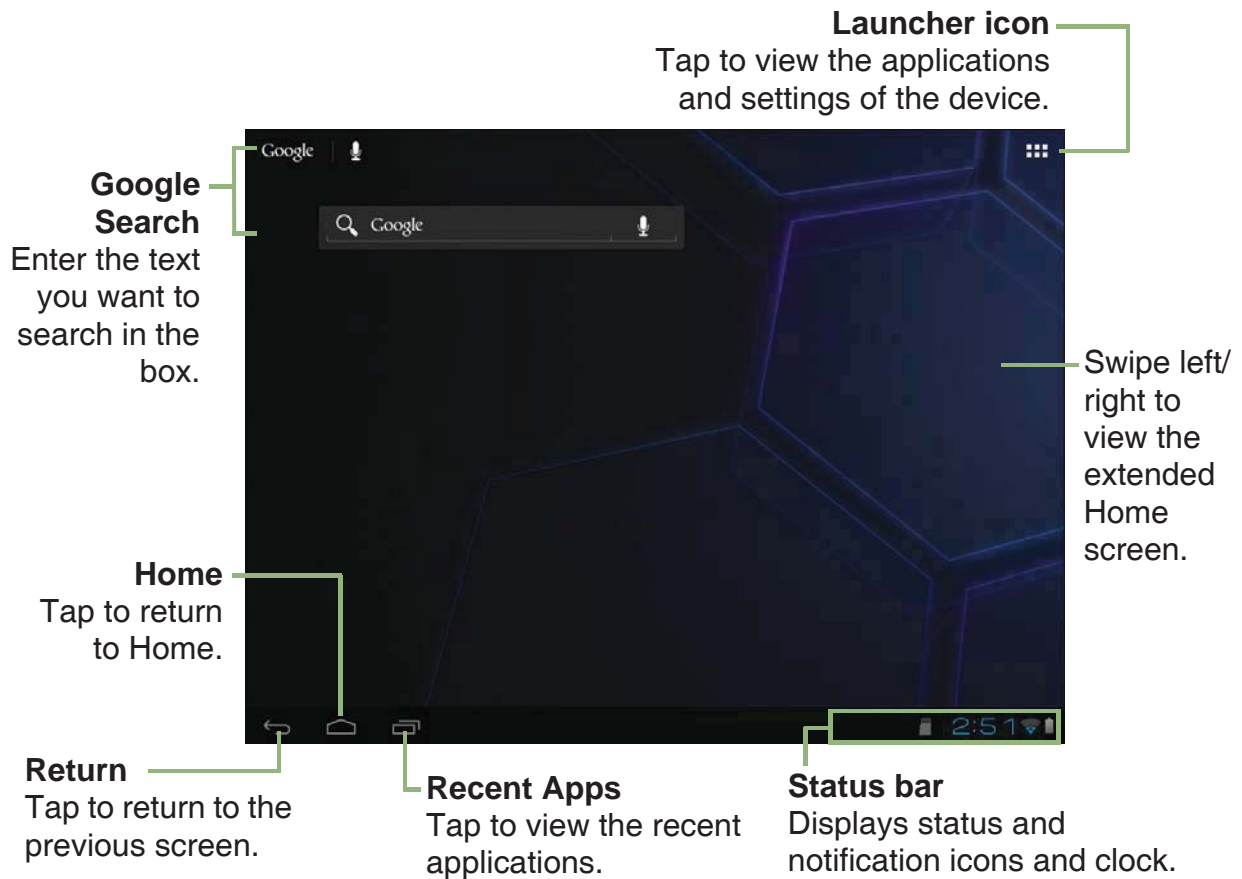 Launcher icon
Tap to view the applications
and settings of the device.
Google
Google
Search
Enter the text
you want to
search in the
box.
Google
Swipe left/
right to
view the
extended
Home
screen.
Home
Tap to return
to Home.
2:51
Return
Tap to return to the
previous screen.
Recent Apps
Tap to view the recent
applications.
Status bar
Displays status and
notification icons and clock.